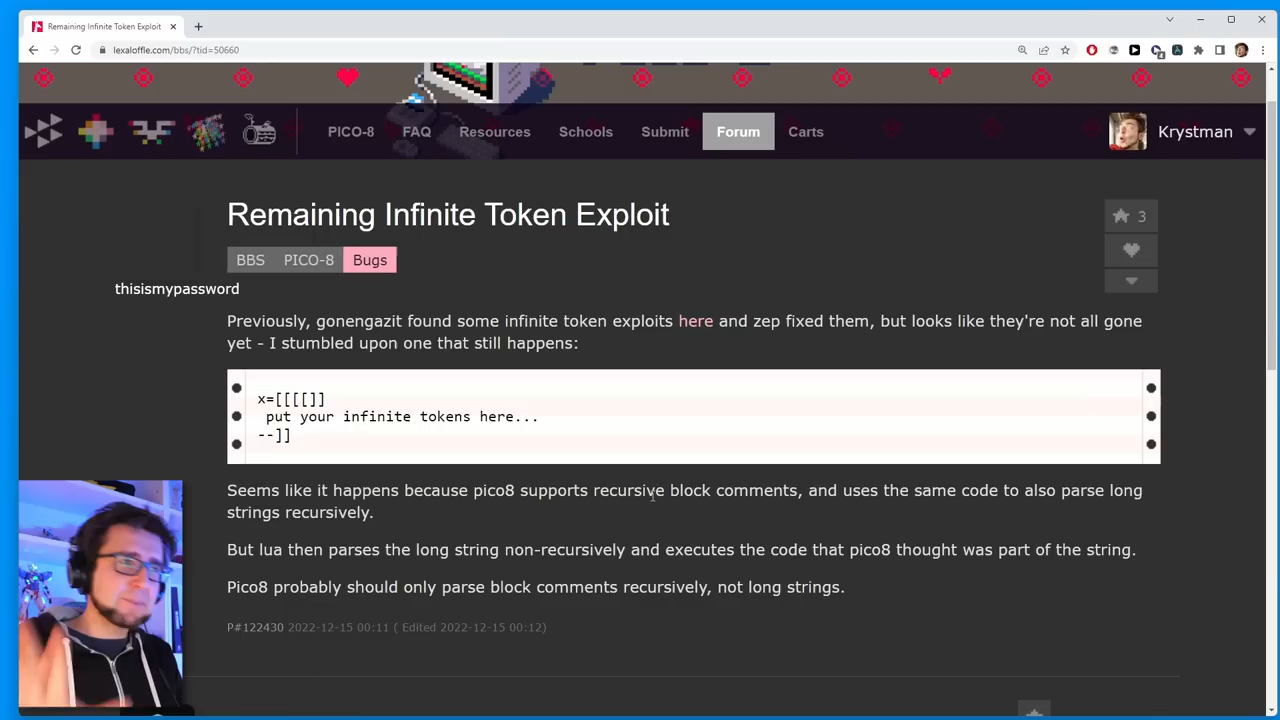 Remaining Infinite Token Exploit
lexaloffle.com/bbs/?tid=50660
PICO-8 FAQ Resources Schools Submit Forum Carts Krystman
Remaining Infinite Token Exploit
3
BBS PICO-8 Bugs
thisismypassword
Previously, gonengazit found some infinite token exploits here and zep fixed them, but looks like they're not all gone
yet - I stumbled upon one that still happens:
x=[[[[]]
put your infinite tokens here...
--]]
Seems like it happens because pico8 supports recursive block comments, and uses the same code to also parse long
strings recursively.
But lua then parses the long string non-recursively and executes the code that pico8 thought was part of the string.
Pico8 probably should only parse block comments recursively, not long strings.
P#122430 2022-12-15 00:11 ( Edited 2022-12-15 00:12)